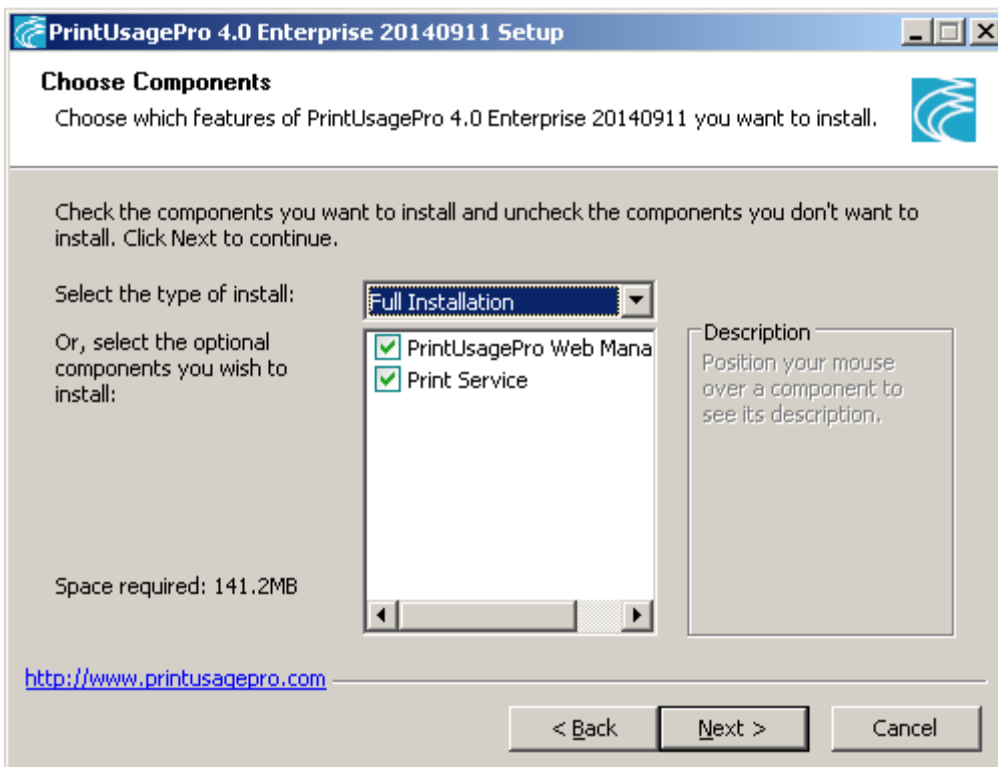 PrintUsagePro 4.0 Enterprise 20140911 Setup
Choose Components
Choose which features of PrintUsagePro 4.0 Enterprise 20140911 you want to install.
Check the components you want to install and uncheck the components you don't want to
install. Click Next to continue.
Select the type of install:
Full Installation
Or, select the optional
components you wish to
install:
PrintUsagePro Web Mana
Print Service
Description
Position your mouse
over a component to
see its description.
Space required: 141.2MB
http://www.printusagepro.com
< Back
Next >
Cancel